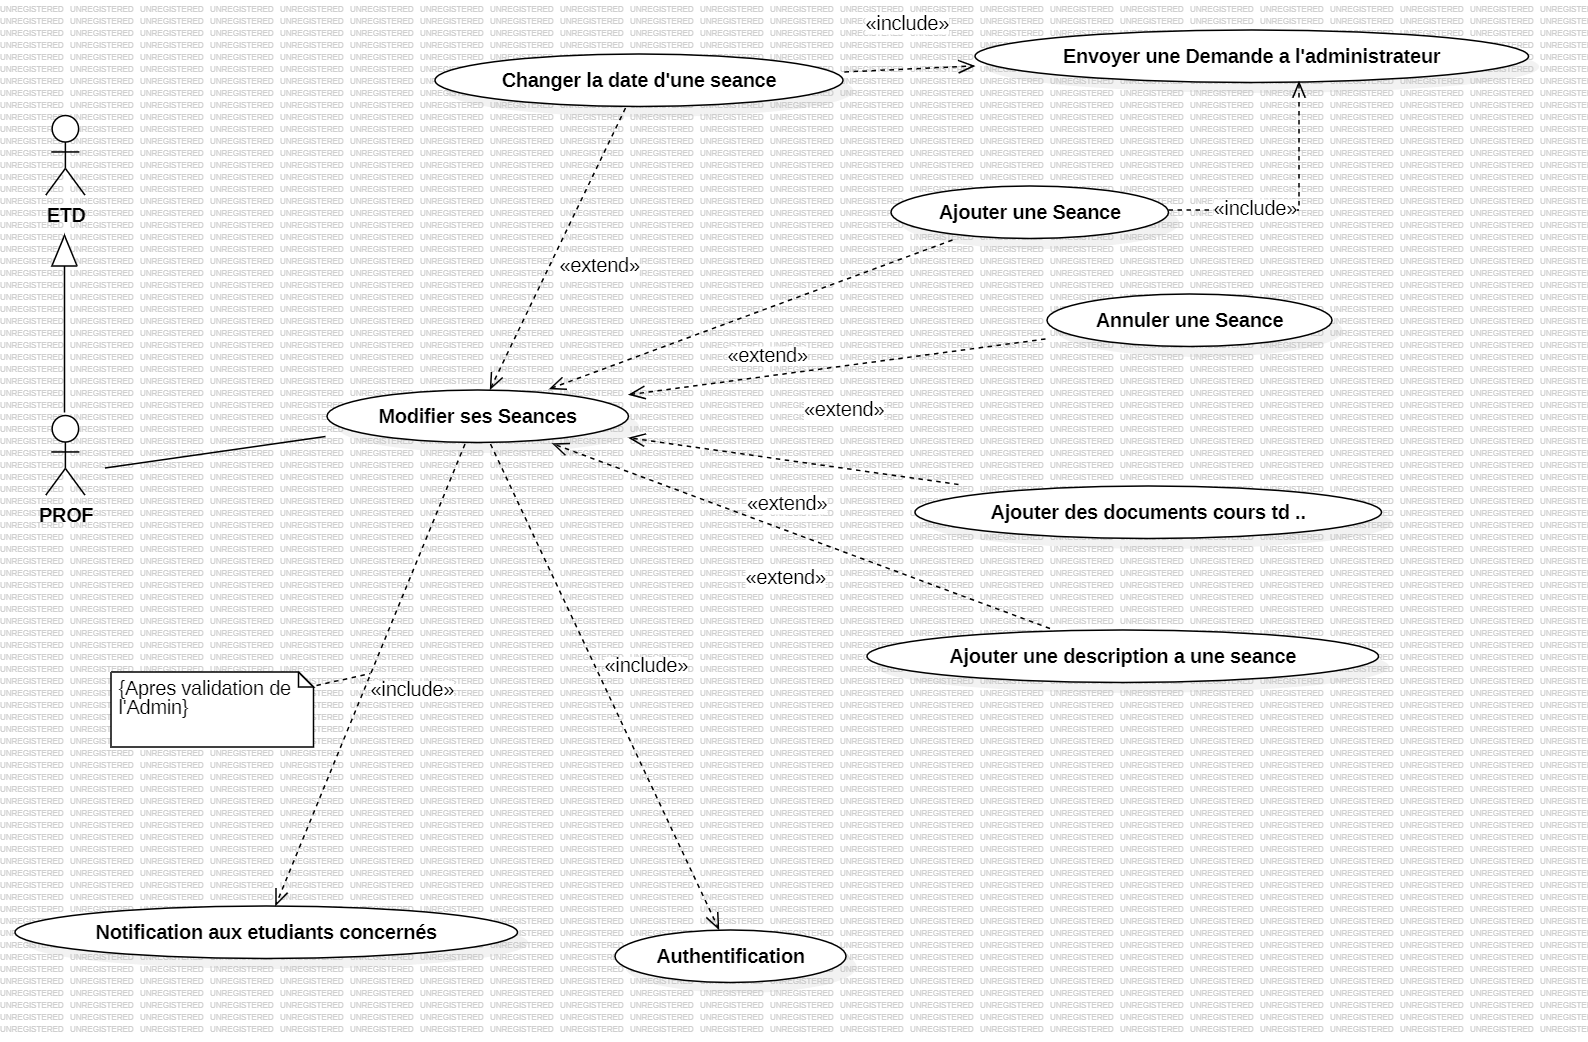 «include»
Envoyer une Demande a l'administrateur
Changer la date d'une seance
ETD
Ajouter une Seance
«include»
«extend»
Annuler une Seance
«extend»
Modifier ses Seances
«extend»
PROF
«extend»
Ajouter des documents cours td ..
«extend»
Ajouter une description a une seance
«include»
{Apres validation de
l'Admin}
«include»
Notification aux etudiants concernés
Authentification
UNREGISTERED